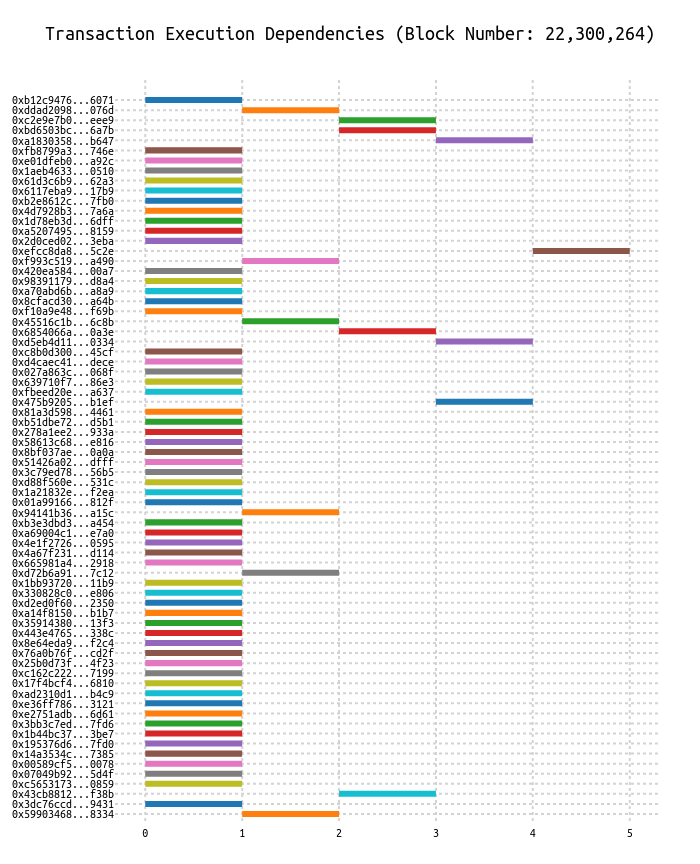 Transaction Execution Dependencies (Block Number: 22,300,264)
0xb12c9476...6071
0xddad2098...076d
0xc2e9e7b0...eee9
0xbd6503bc...6a7b
0xa1830358...b647
0xfb8799a3...746e
0xe01dfeb0...a92c
0x1aeb4633...0510
0x61d3c6b9...62a3
0x6117eba9...17b9
0xb2e8612c...7fb0
0x4d7928b3...7a6a
0x1d78eb3d...6dff
0xa5207495...8159
0x2d0ced02...3eba
0xefcc8da8...5c2e
0xf993c519...a490
0x420ea584...00a7
0x98391179...d8a4
0xa70abd6b...a8a9
0x8cfacd30...a64b
0xf10a9e48...f69b
0x45516c1b...6c8b
0x6854066a...0a3e
0xd5eb4d11...0334
0xc8b0d300...45cf
0xd4caec41...dece
0x027a863c...068f
0x639710f7...86e3
0xfbeed20e...a637
0x475b9205...b1ef
0x81a3d598...4461
0xb51dbe72...d5b1
0x278a1ee2...933a
0x58613c68...e816
0x8bf037ae...0a0a
0x51426a02...dfff
0x3c79ed78...56b5
0xd88f560e...531c
0x1a21832e...f2ea
0x01a99166...812f
0x94141b36...a15c
0xb3e3dbd3...a454
0xa69004c1...e7a0
0x4e1f2726...0595
0x4a67f231...d114
0x665981a4...2918
0xd72b6a91...7c12
0x1bb93720...11b9
0x330828c0...e806
0xd2ed0f60...2350
0xa14f8150...b1b7
0x35914380...13f3
0x443e4765...338c
0x8e64eda9...f2c4
0x76a0b76f...cd2f
0x25b0d73f...4f23
0xc162c222...7199
0x17f4bcf4...6810
0xad2310d1...b4c9
0xe36ff786...3121
0xe2751adb...6d61
0x3bb3c7ed...7fd6
0x1b44bc37...3be7
0x195376d6...7fd0
0x14a3534c...7385
0x00589cf5...0078
0x07049b92...5d4f
0xc5653173...0859
0x43cb8812...f38b
0x3dc76ccd...9431
0x59903468...8334
0 1 2 3 4 5